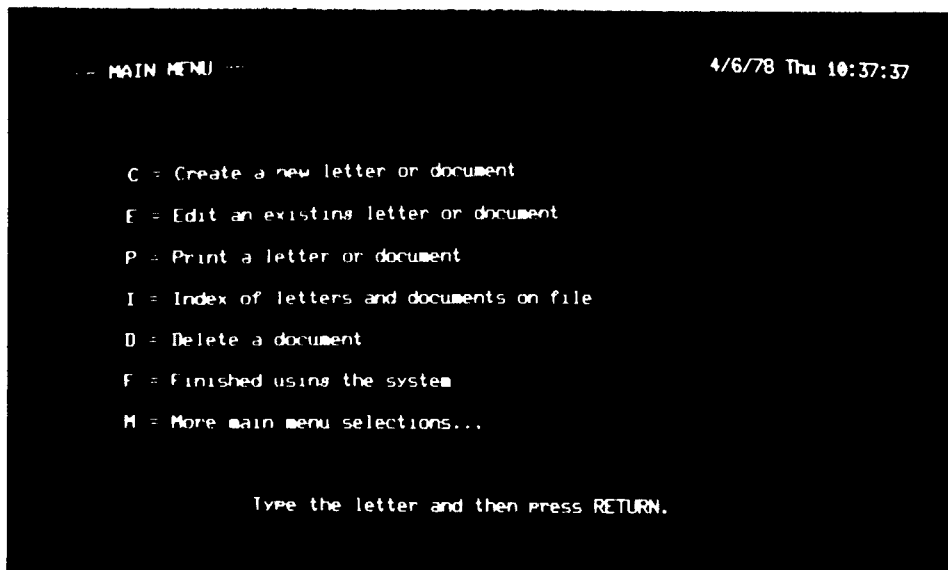 -- MAIN MENU -- 4/6/78 Thu 10:37:37
C = Create a new letter or document
E = Edit an existing letter or document
P = Print a letter or document
I = Index of letters and documents on file
D = Delete a document
F = Finished using the system
M = More main menu selections...
Type the letter and then press RETURN.